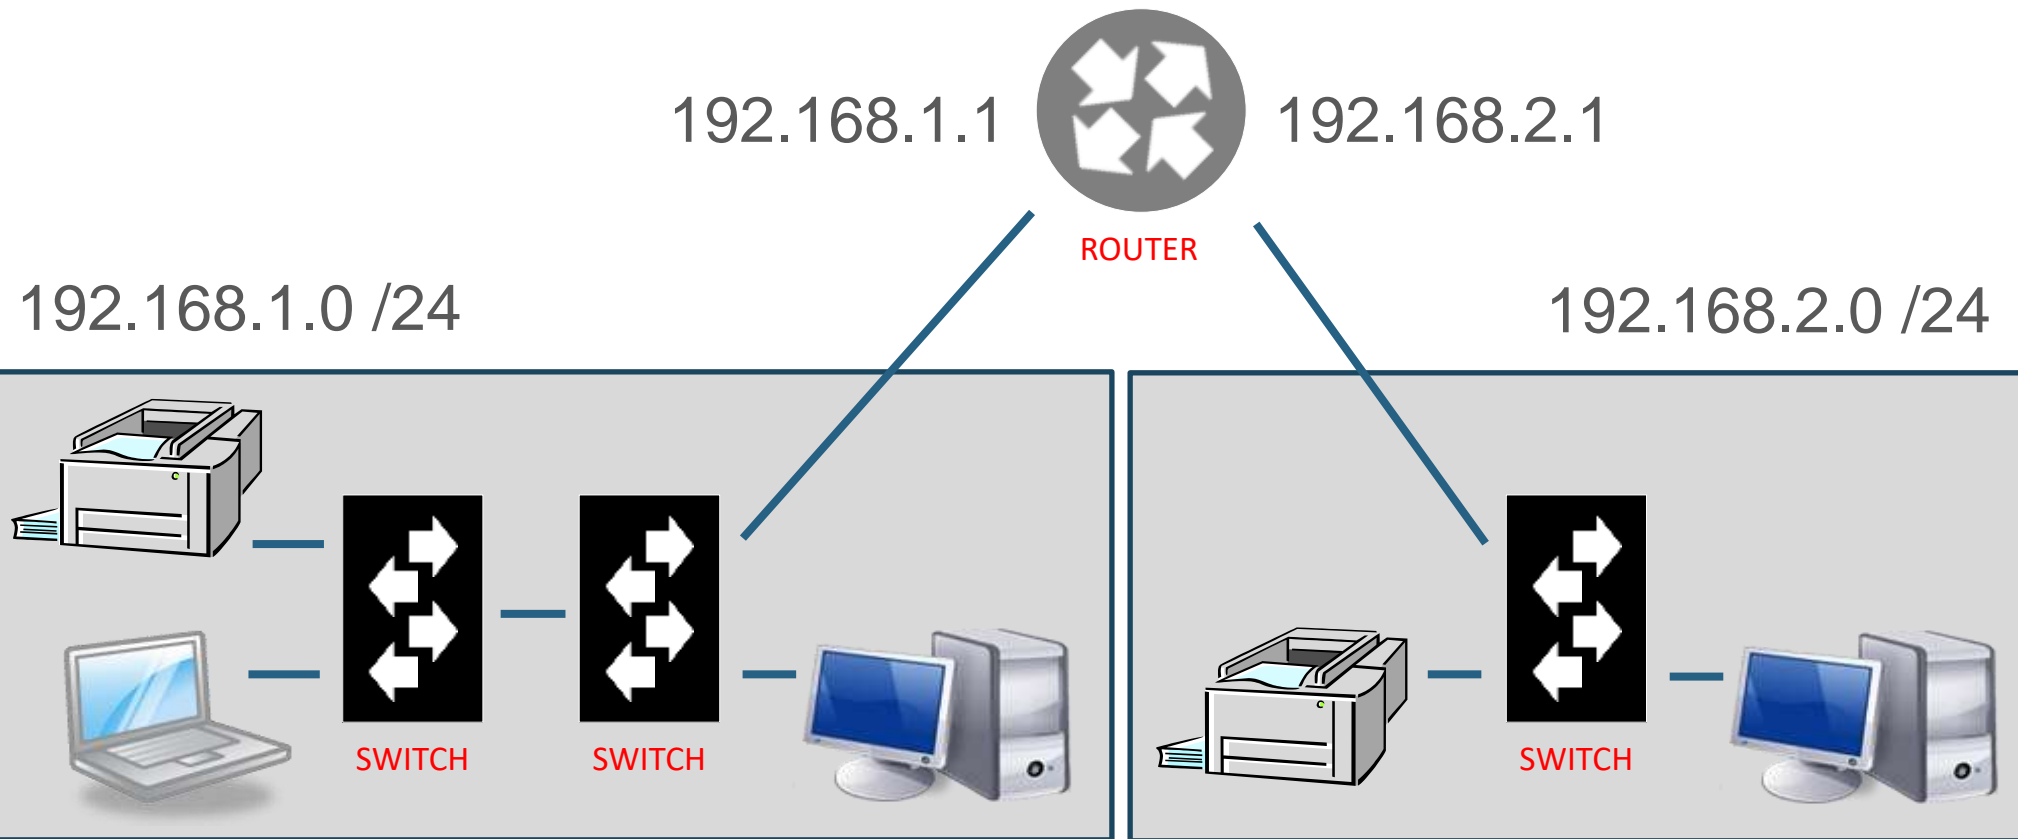 192.168.1.1
192.168.2.1
ROUTER
192.168.1.0 /24
192.168.2.0 /24
SWITCH
SWITCH
SWITCH